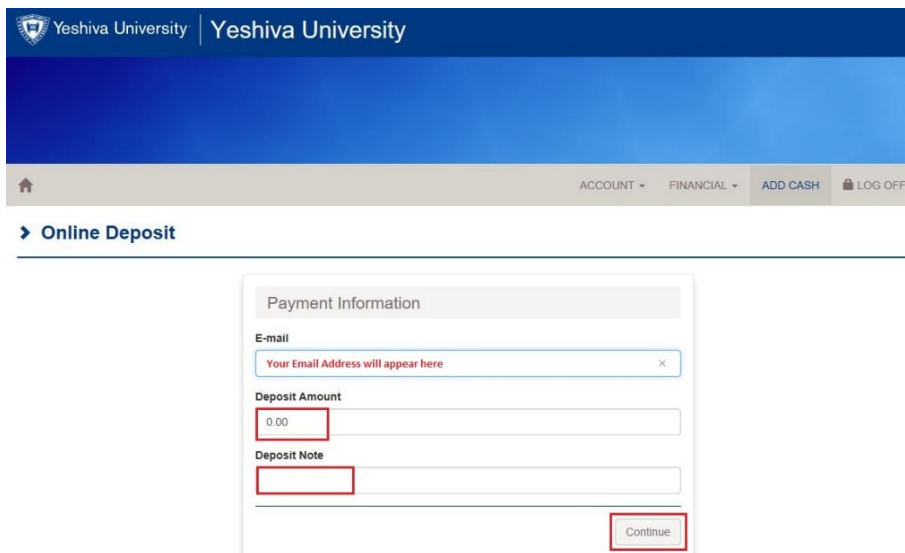 Yeshiva University Yeshiva University
ACCOUNT FINANCIAL ADD CASH LOG OFF
Online Deposit
Payment Information
E-mail
Your Email Address will appear here ×
Deposit Amount
0.00
Deposit Note
Continue